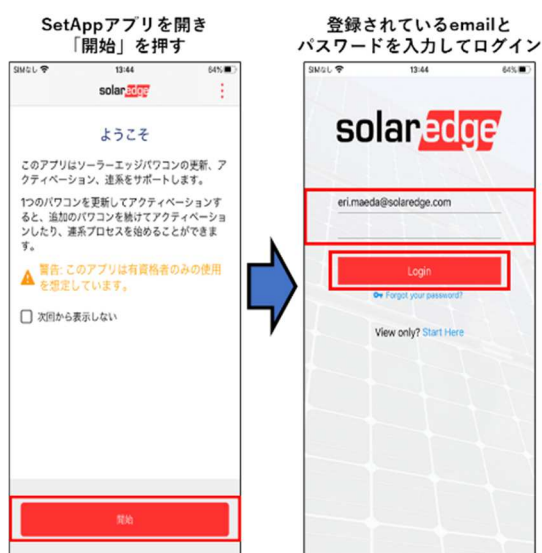 SetAppアプリを開き
「開始」を押す
SIMなし 13:44 64%
solaredge
ようこそ
このアプリはソーラーエッジパワコンの更新、ア
クティベーション、連系をサポートします。
1つのパワコンを更新してアクティベーションす
ると、追加のパワコンを続けてアクティベーショ
ンしたり、連系プロセスを始めることができま
す。
警告: このアプリは有資格者のみの使用
を想定しています。
次回から表示しない
開始
登録されているemailと
パスワードを入力してログイン
SIMなし 13:44 64%
solaredge
eri.maeda@solaredge.com
Login
Forgot your password?
View only? Start Here